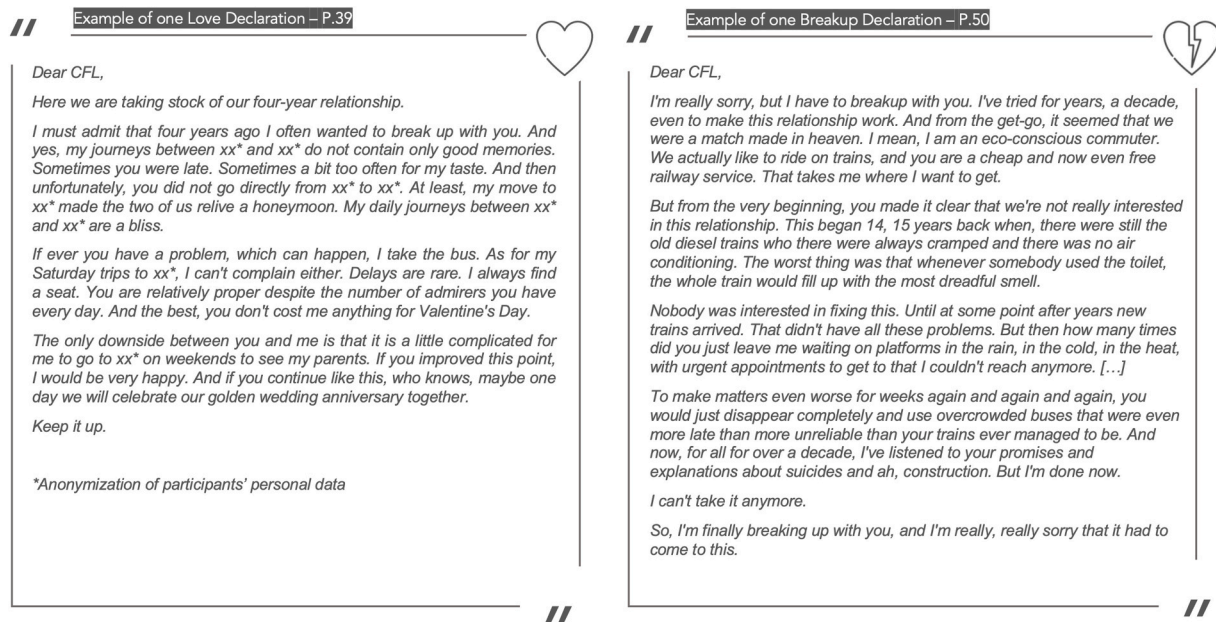 Example of one Love Declaration – P.39
Dear CFL,
Here we are taking stock of our four-year relationship.
I must admit that four years ago I often wanted to break up with you. And
yes, my journeys between xx* and xx* do not contain only good memories.
Sometimes you were late. Sometimes a bit too often for my taste. And then
unfortunately, you did not go directly from xx* to xx*. At least, my move to
xx* made the two of us relive a honeymoon. My daily journeys between xx*
and xx* are a bliss.
If ever you have a problem, which can happen, I take the bus. As for my
Saturday trips to xx*, I can't complain either. Delays are rare. I always find
a seat. You are relatively proper despite the number of admirers you have
every day. And the best, you don't cost me anything for Valentine's Day.
The only downside between you and me is that it is a little complicated for
me to go to xx* on weekends to see my parents. If you improved this point,
I would be very happy. And if you continue like this, who knows, maybe one
day we will celebrate our golden wedding anniversary together.
Keep it up.
*Anonymization of participants' personal data
Example of one Breakup Declaration – P.50
Dear CFL,
I'm really sorry, but I have to breakup with you. I've tried for years, a decade,
even to make this relationship work. And from the get-go, it seemed that we
were a match made in heaven. I mean, I am an eco-conscious commuter.
We actually like to ride on trains, and you are a cheap and now even free
railway service. That takes me where I want to get.
But from the very beginning, you made it clear that we're not really interested
in this relationship. This began 14, 15 years back when, there were still the
old diesel trains who there were always cramped and there was no air
conditioning. The worst thing was that whenever somebody used the toilet,
the whole train would fill up with the most dreadful smell.
Nobody was interested in fixing this. Until at some point after years new
trains arrived. That didn't have all these problems. But then how many times
did you just leave me waiting on platforms in the rain, in the cold, in the heat,
with urgent appointments to get to that I couldn't reach anymore. […]
To make matters even worse for weeks again and again and again, you
would just disappear completely and use overcrowded buses that were even
more late than more unreliable than your trains ever managed to be. And
now, for all for over a decade, I've listened to your promises and
explanations about suicides and ah, construction. But I'm done now.
I can't take it anymore.
So, I'm finally breaking up with you, and I'm really, really sorry that it had to
come to this.